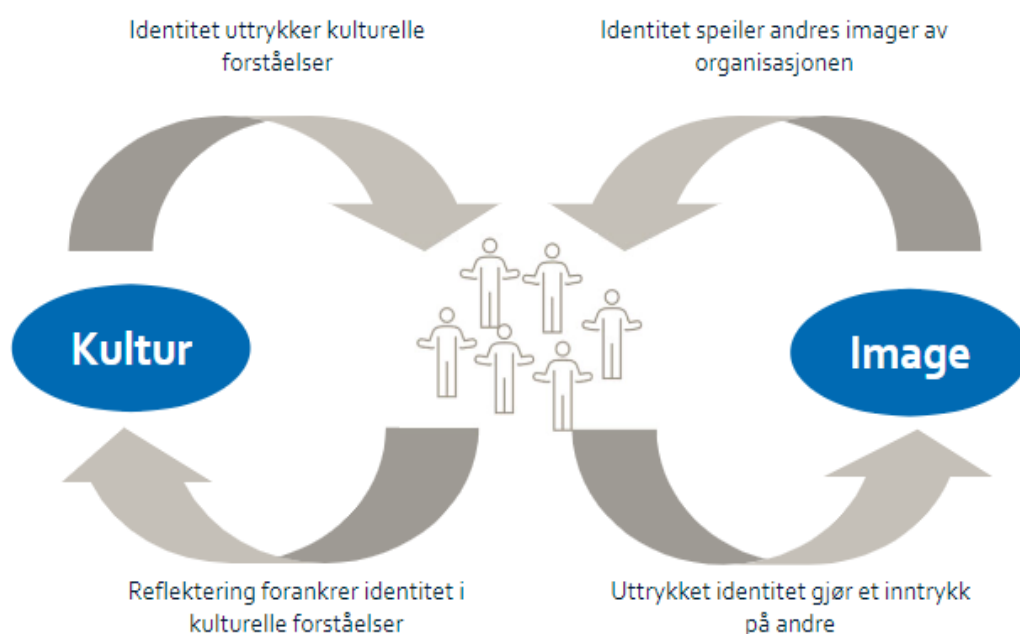 Identitet uttrykker kulturelle
forståelser
Identitet speiler andres imager av
organisasjonen
Kultur
Image
Reflektering forankrer identitet i
kulturelle forståelser
Uttrykket identitet gjør et inntrykk
på andre